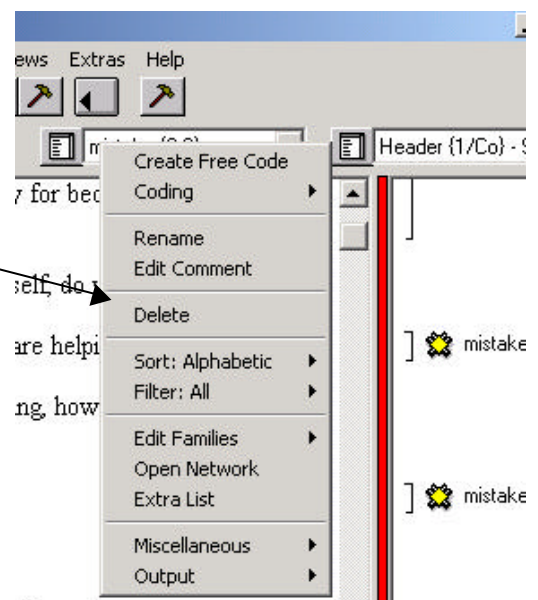 ews Extras Help
Header {1/Co} -
Create Free Code
Coding
y for bec
Rename
Edit Comment
self, do
Delete
are helpi
mistake
Sort: Alphabetic
Filter: All
ng, how
Edit Families
Open Network
Extra List
mistake
Miscellaneous
Output